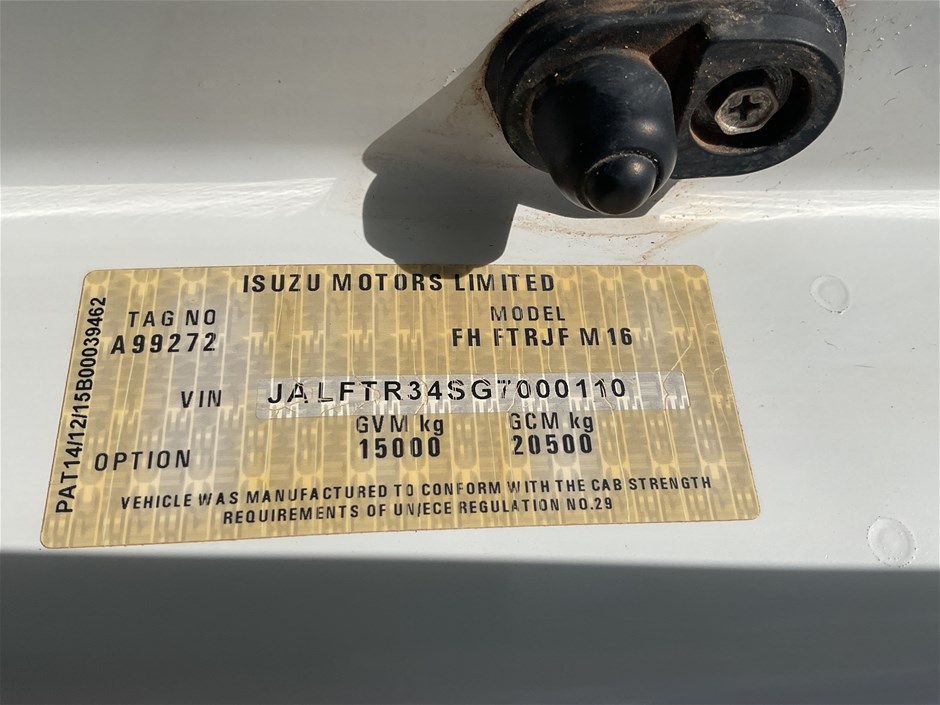 ISUZU MOTORS LIMITED
TAG NO
A99272
MODEL
FH FTRJF M16
VIN
JALFTR34SG7000110
GVM kg
15000
GCM kg
20500
OPTION
VEHICLE WAS MANUFACTURED TO CONFORM WITH THE CAB STRENGTH
REQUIREMENTS OF UN/ECE REGULATION NO.29
PAT14/12/15B00039462